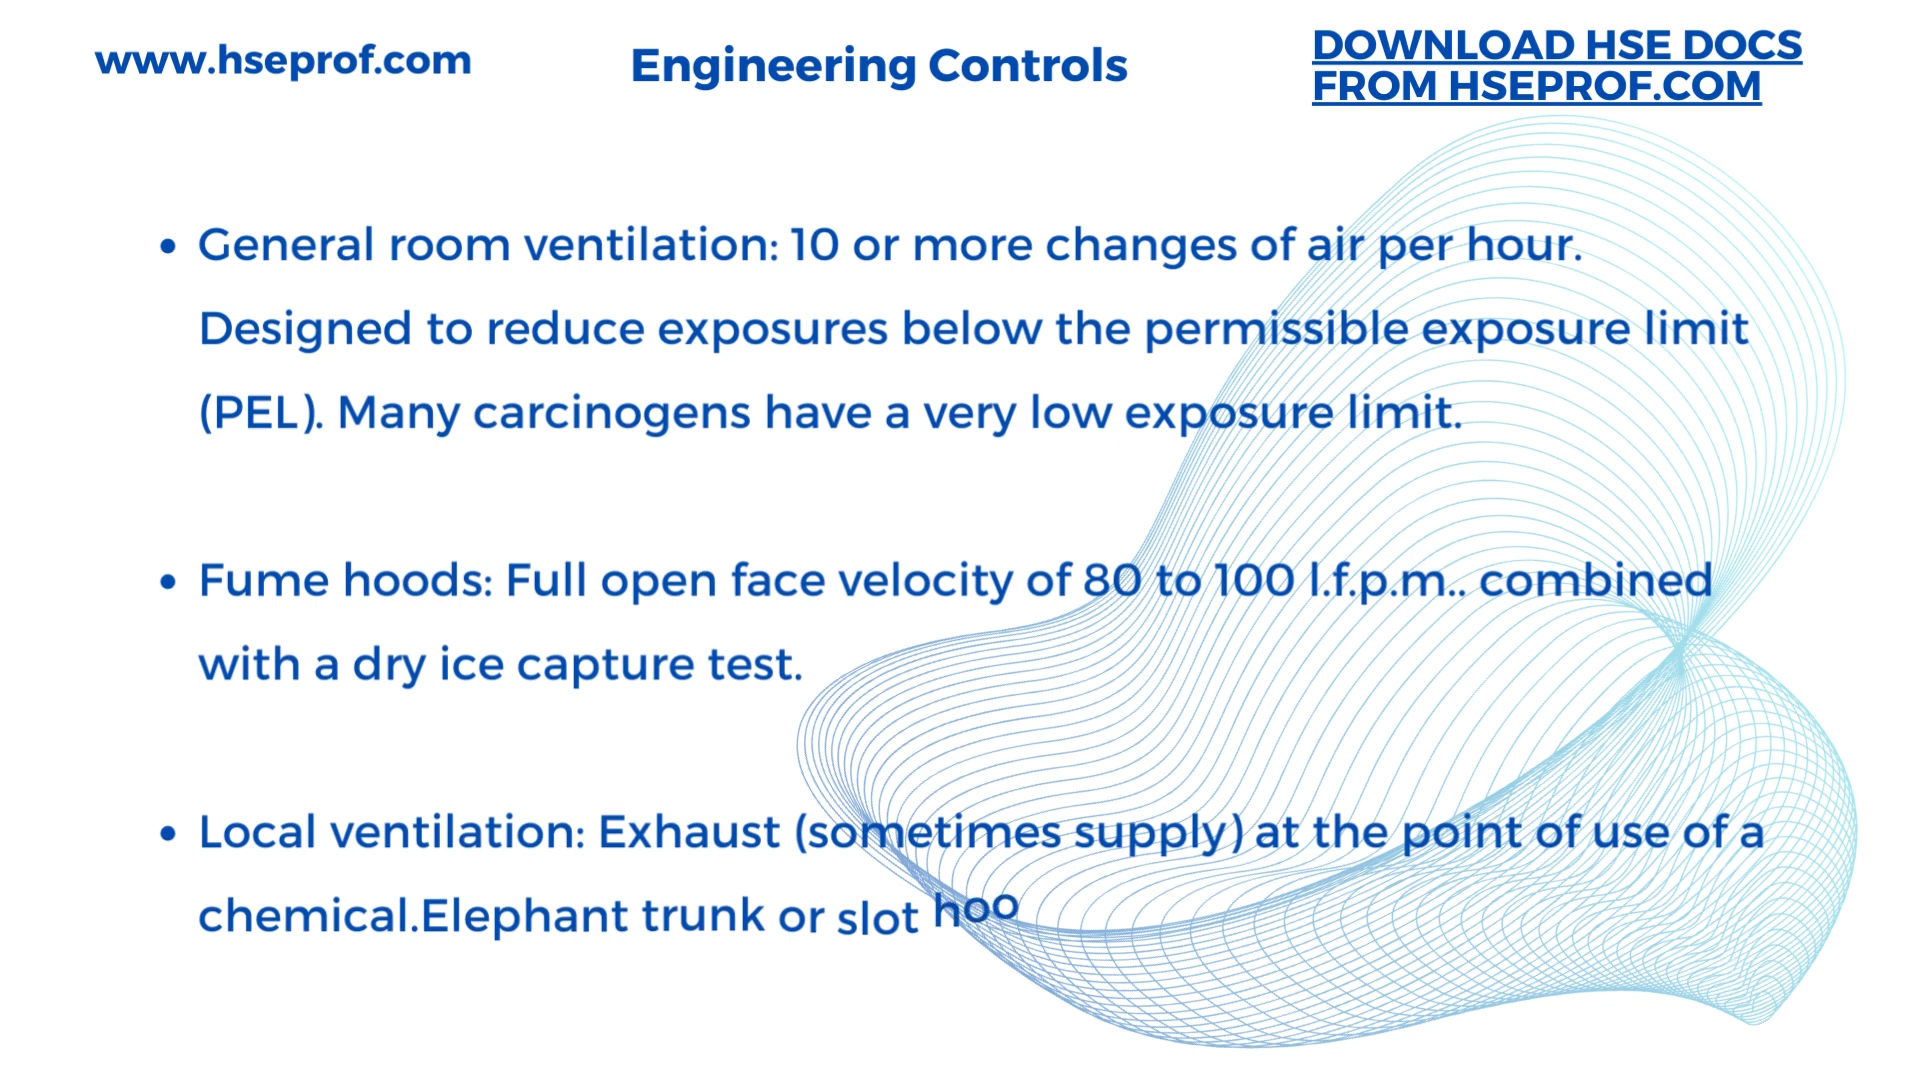 www.hseprof.com
Engineering Controls
DOWNLOAD HSE DOCS
FROM HSEPROF.COM
• General room ventilation: 10 or more changes of air per hour.
Designed to reduce exposures below the permissible exposure limit
(PEL). Many carcinogens have a very low exposure limit.
• Fume hoods: Full open face velocity of 80 to 100 l.f.p.m.. combined
with a dry ice capture test.
• Local ventilation: Exhaust (sometimes supply) at the point of use of a
chemical.Elephant trunk or slot hoo